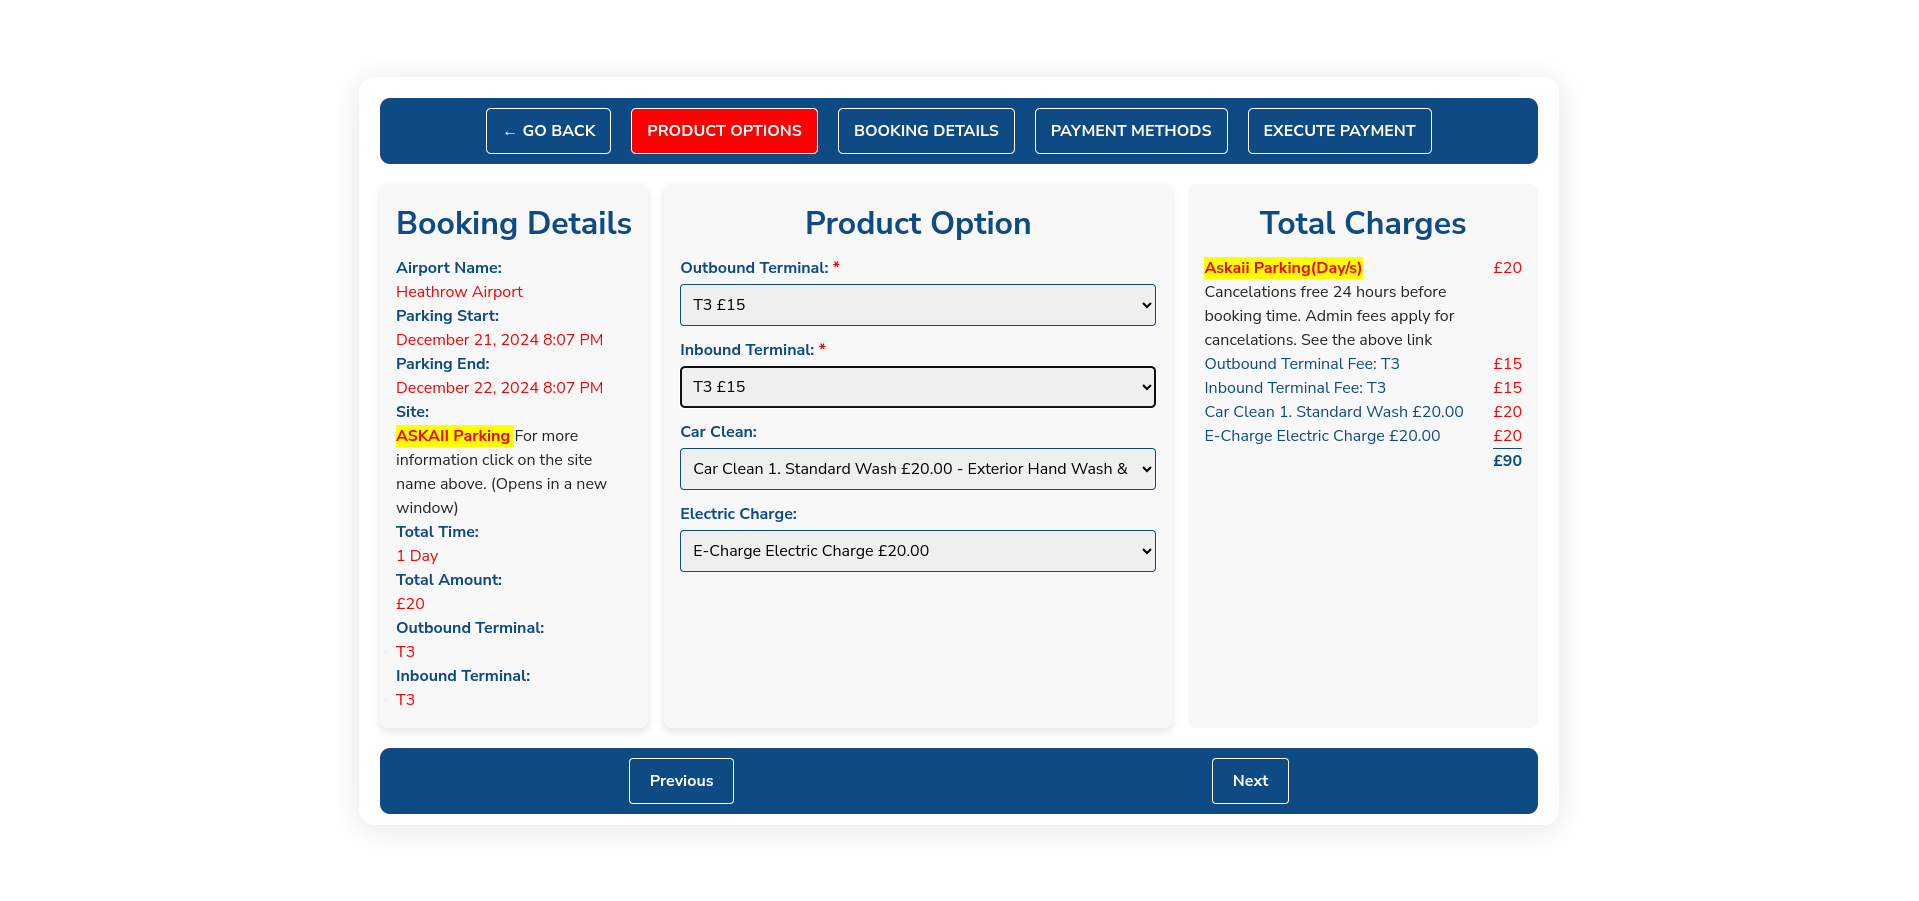 ← GO BACK
PRODUCT OPTIONS
BOOKING DETAILS
PAYMENT METHODS
EXECUTE PAYMENT
Booking Details
Airport Name:
Heathrow Airport
Parking Start:
December 21, 2024 8:07 PM
Parking End:
December 22, 2024 8:07 PM
Site:
ASKAII Parking For more
information click on the site
name above. (Opens in a new
window)
Total Time:
1 Day
Total Amount:
£20
Outbound Terminal:
T3
Inbound Terminal:
T3
Product Option
Outbound Terminal: *
T3 £15
Inbound Terminal: *
T3 £15
Car Clean:
Car Clean 1. Standard Wash £20.00 - Exterior Hand Wash &
Electric Charge:
E-Charge Electric Charge £20.00
Total Charges
Askaii Parking(Day/s) £20
Cancelations free 24 hours before
booking time. Admin fees apply for
cancelations. See the above link
Outbound Terminal Fee: T3 £15
Inbound Terminal Fee: T3 £15
Car Clean 1. Standard Wash £20.00 £20
E-Charge Electric Charge £20.00 £20
£90
Previous
Next